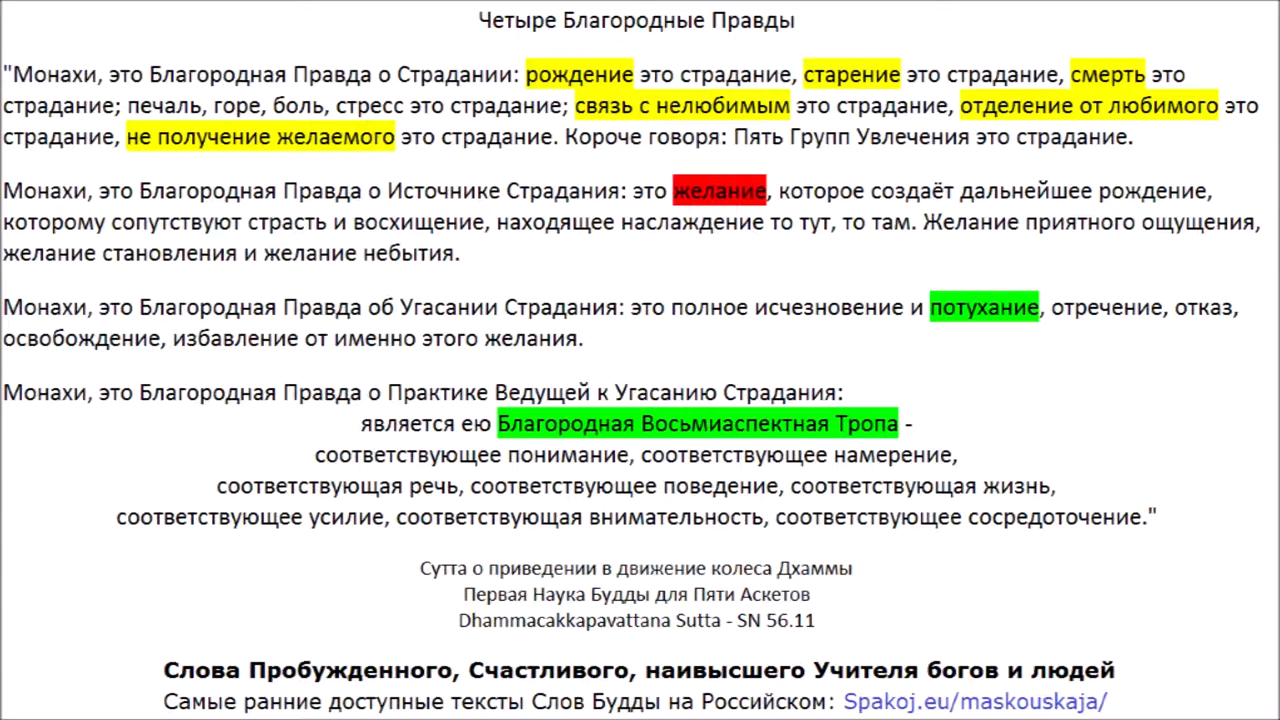 Четыре Благородные Правды
"Монахи, это Благородная Правда о Страдании: рождение это страдание, старение это страдание, смерть это
страдание; печаль, горе, боль, стресс это страдание; связь с нелюбимым это страдание, отделение от любимого это
страдание, не получение желаемого это страдание. Короче говоря: Пять Групп Увлечения это страдание.
Монахи, это Благородная Правда о Источнике Страдания: это желание, которое создаёт дальнейшее рождение,
которому сопутствуют страсть и восхищение, находящее наслаждение то тут, то там. Желание приятного ощущения,
желание становления и желание небытия.
Монахи, это Благородная Правда об Угасании Страдания: это полное исчезновение и потухание, отречение, отказ,
освобождение, избавление от именно этого желания.
Монахи, это Благородная Правда о Практике Ведущей к Угасанию Страдания:
является ею Благородная Восьмиаспектная Тропа -
соответствующее понимание, соответствующее намерение,
соответствующая речь, соответствующее поведение, соответствующая жизнь,
соответствующее усилие, соответствующая внимательность, соответствующее сосредоточение."
Сутта о приведении в движение колеса Дхаммы
Первая Наука Будды для Пяти Аскетов
Dhammacakkapavattana Sutta - SN 56.11
Слова Пробужденного, Счастливого, наивысшего Учителя богов и людей
Самые ранние доступные тексты Слов Будды на Российском: Spakoj.eu/maskouskaja/